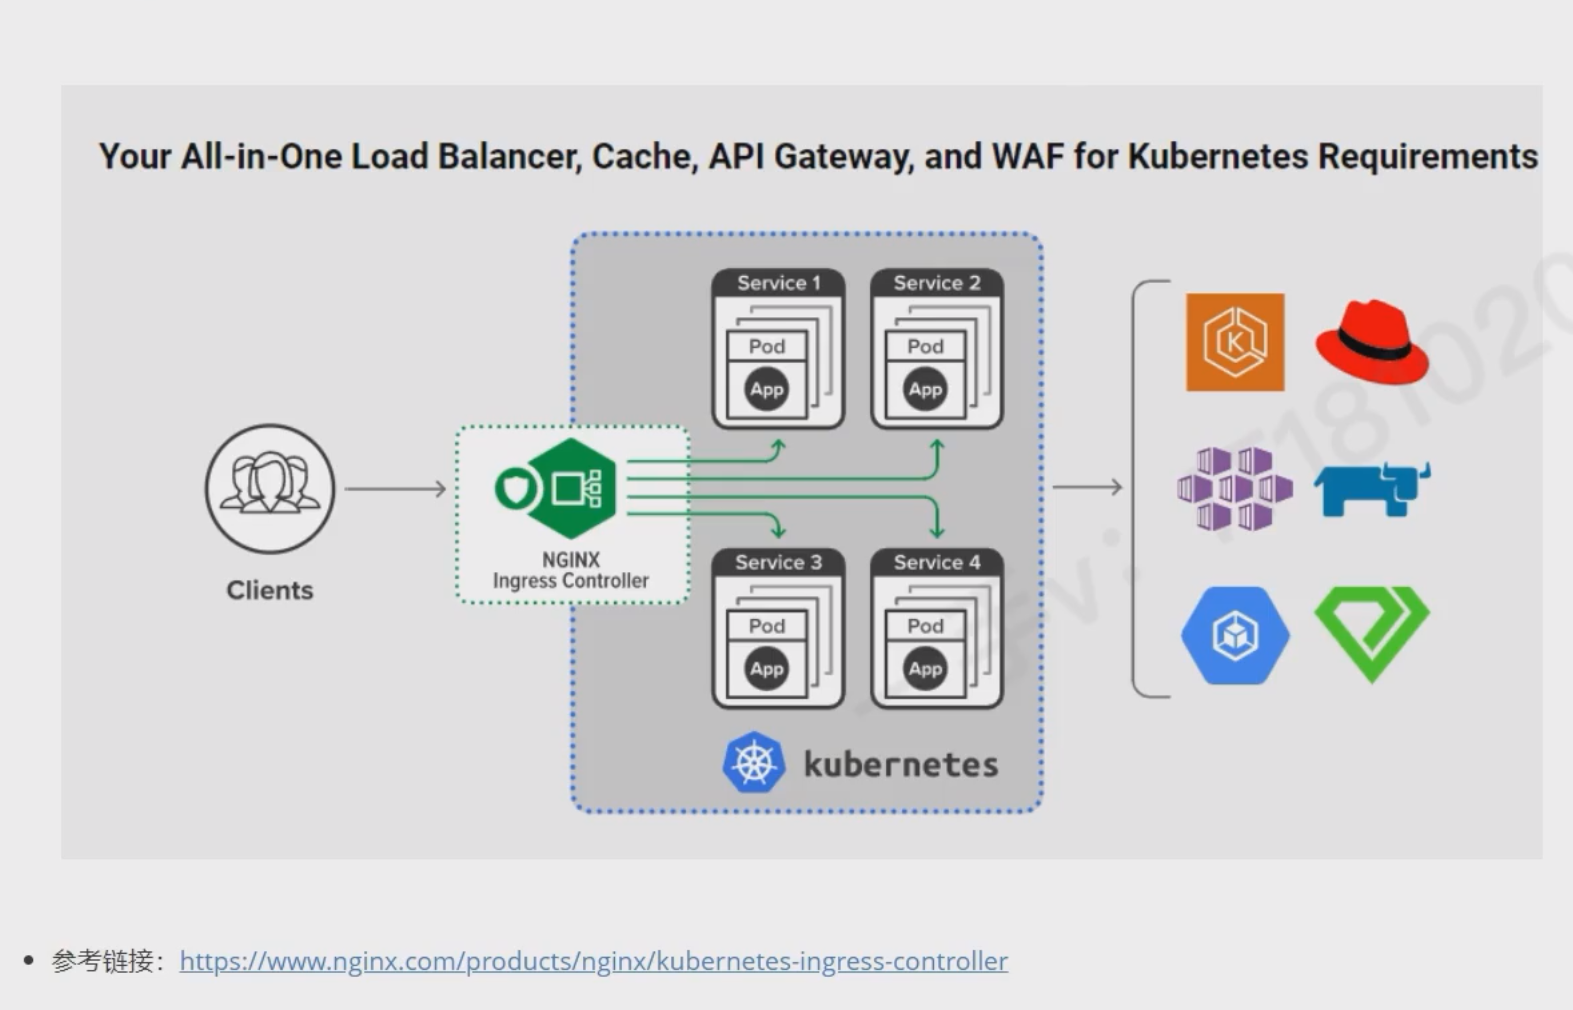 Your All-in-One Load Balancer, Cache, API Gateway, and WAF for Kubernetes Requirements
Service 1
Pod
App
Service 2
Pod
App
Clients
NGINX
Ingress Controller
Service 3
Pod
App
Service 4
Pod
App
kubernetes
K
参考链接：https://www.nginx.com/products/nginx/kubernetes-ingress-controller